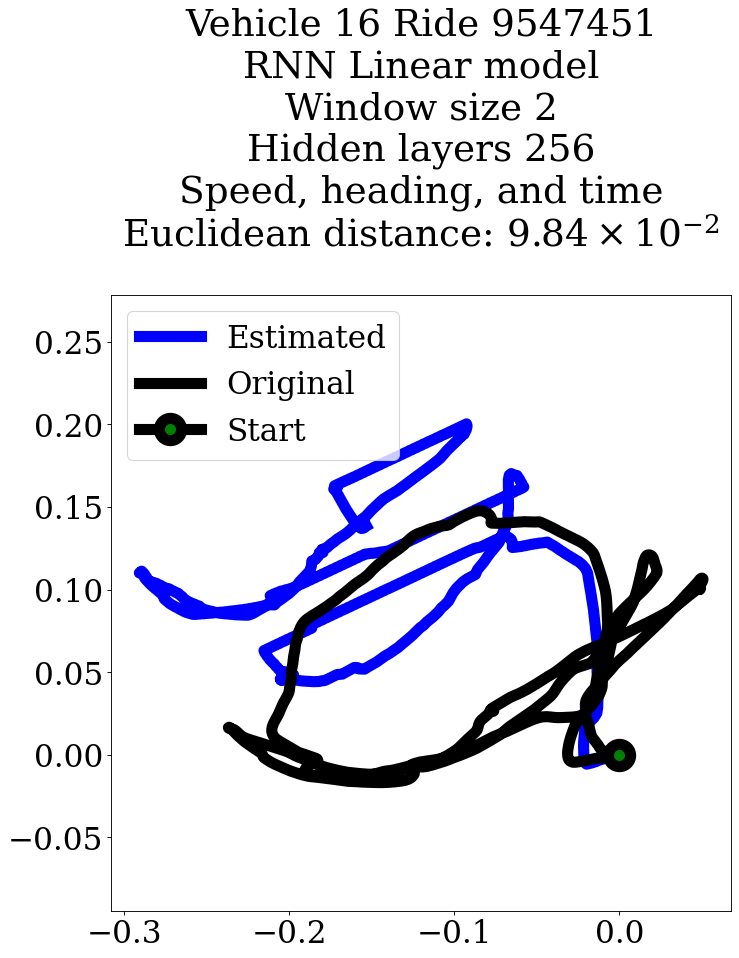 Vehicle 16 Ride 9547451
RNN Linear model
Window size 2
Hidden layers 256
Speed, heading, and time
Euclidean distance: 9.84 × 10⁻²
Estimated
Original
Start
0.25
0.20
0.15
0.10
0.05
0.00
−0.05
−0.3
−0.2
−0.1
0.0